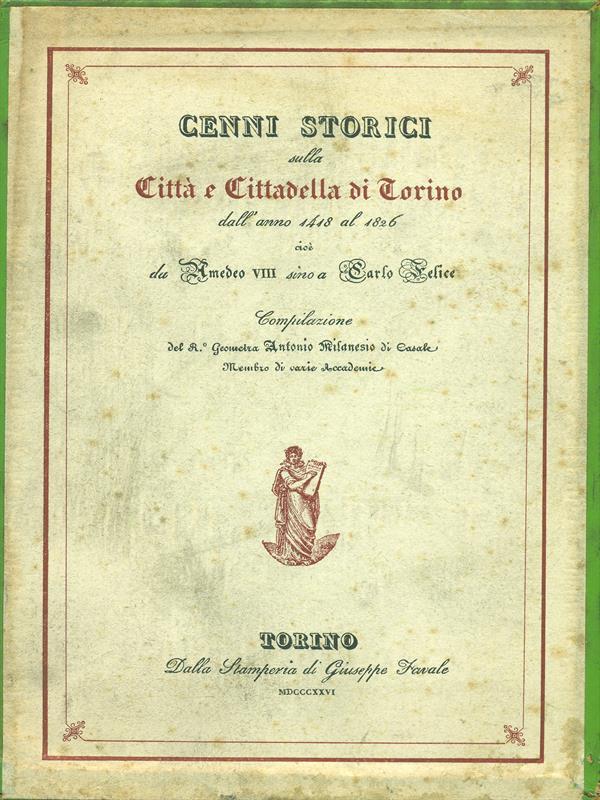 CENNI STORICI
sulla
Città e Cittadella di Torino
dall'anno 1418 al 1826
cioè
da Amedeo VIII sino a Carlo Felice
Compilazione
del R.º Geometra Antonio Milanesio di Casale
Membro di varie Accademie
TORINO
Dalla Stamperia di Giuseppe Favale
MDCCCXXVI